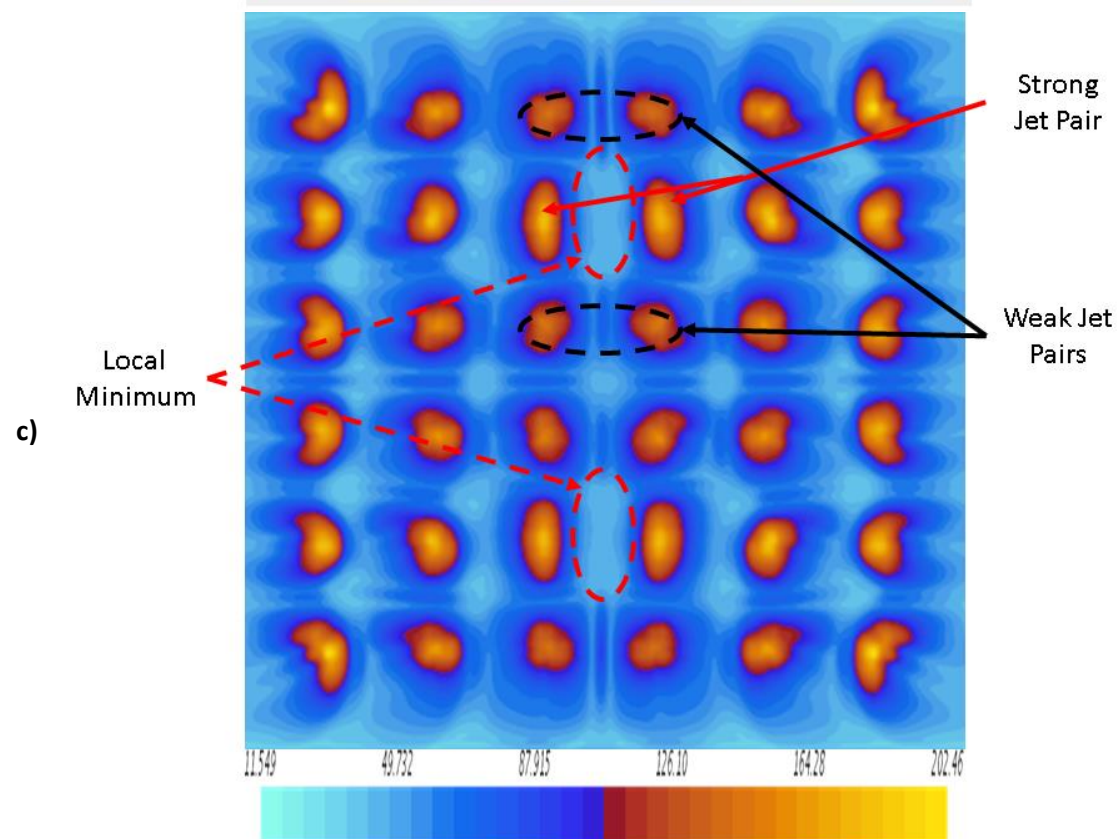 Strong
Jet Pair
Weak Jet
Pairs
Local
Minimum
c)
11.549 49.732 87.915 126.10 164.28 202.46